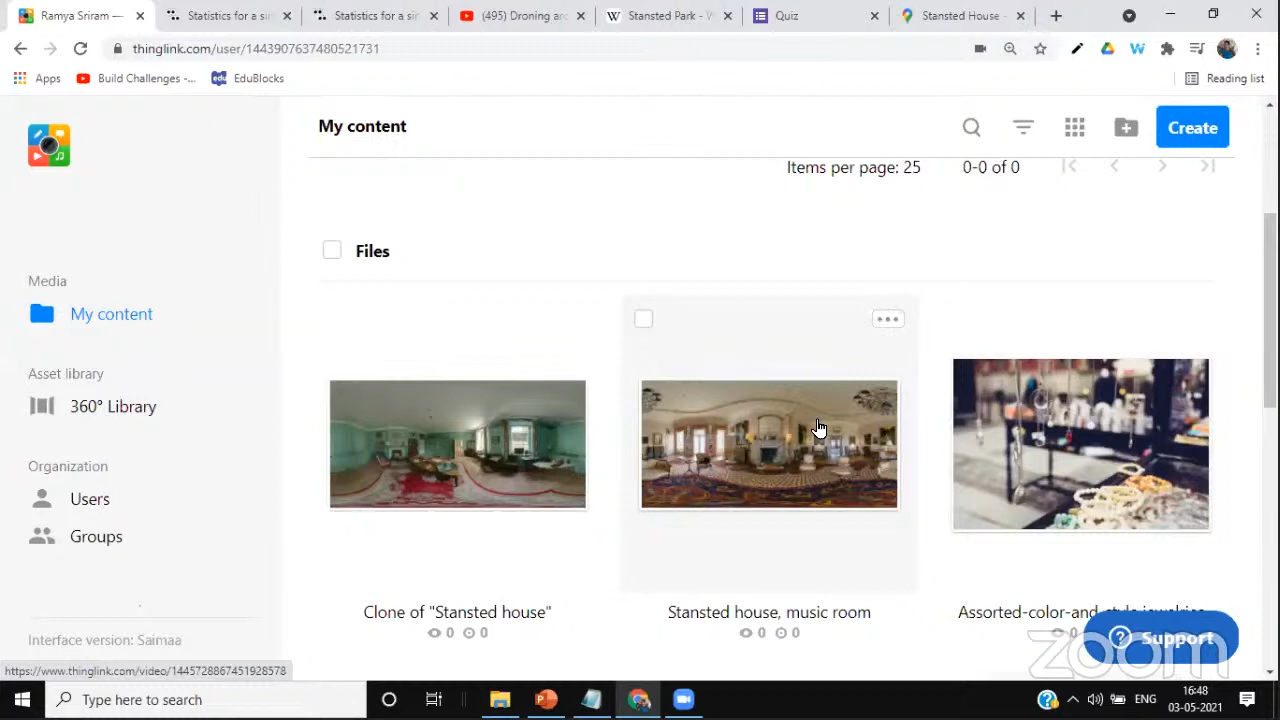 Ramya Sriram —
Statistics for a sin
Statistics for a sir
(495) Droning an
Stansted Park - W
Quiz
Stansted House -
thinglink.com/user/1443907637480521731
Apps
Build Challenges -...
EduBlocks
Reading list
My content
Create
Items per page: 25
0-0 of 0
Files
Media
My content
Asset library
360° Library
Organization
Users
Groups
Clone of "Stansted house"
0 0
Stansted house, music room
0 0
Assorted-color-and-style jewelries
0
Support
zoom
Interface version: Saimaa
https://www.thinglink.com/video/1445728867451928578
Type here to search
ENG
16:48
03-05-2021